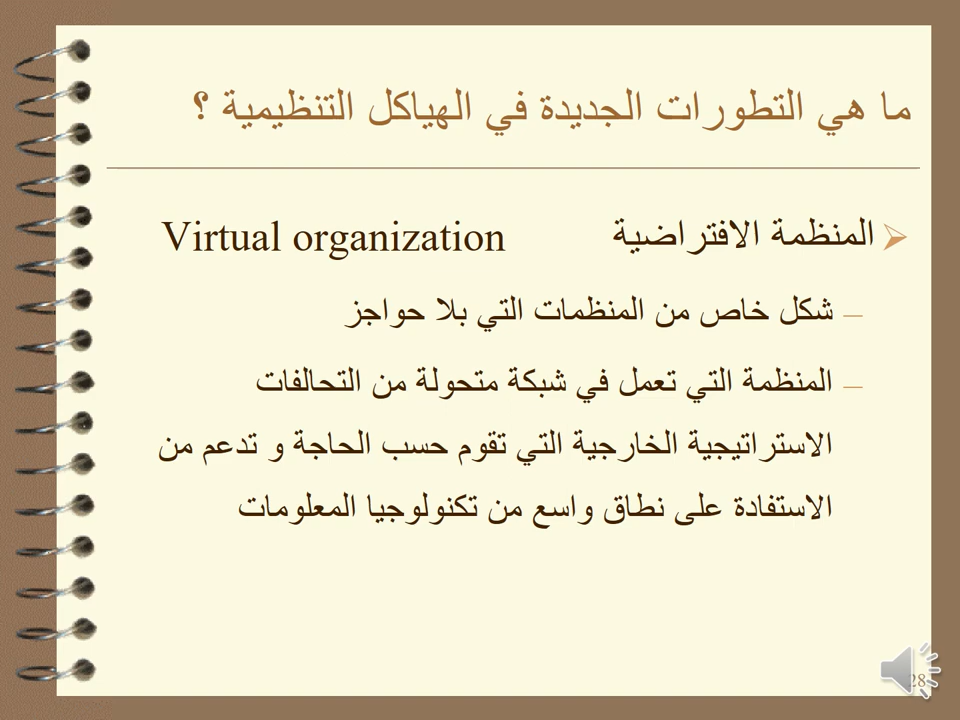 ما هي التطورات الجديدة في الهياكل التنظيمية ؟
المنظمة الافتراضية Virtual organization
– شكل خاص من المنظمات التي بلا حواجز
– المنظمة التي تعمل في شبكة متحولة من التحالفات
الاستراتيجية الخارجية التي تقوم حسب الحاجة و تدعم من
الاستفادة على نطاق واسع من تكنولوجيا المعلومات
28